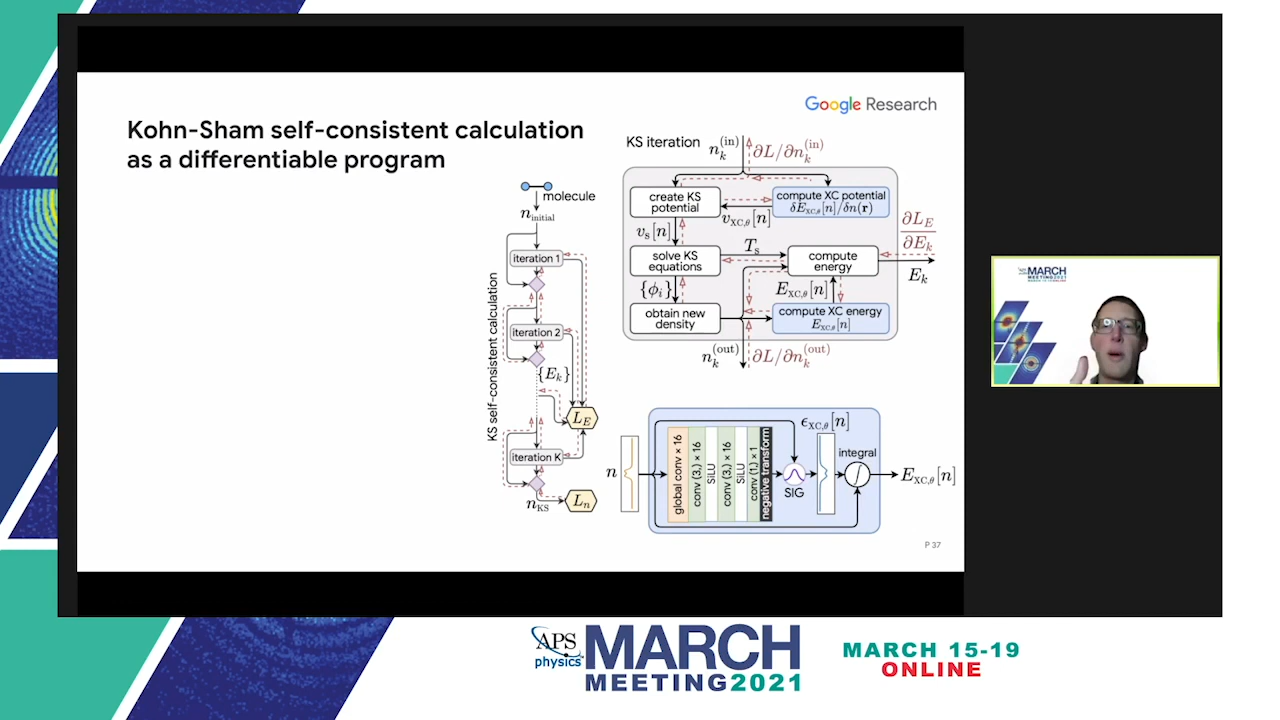 Google Research
Kohn-Sham self-consistent calculation
as a differentiable program
molecule
n_initial
iteration 1
iteration 2
{E_k}
L_E
iteration K
n_KS
L_n
KS self-consistent calculation
KS iteration
n_k^(in)
∂L/∂n_k^(in)
create KS
potential
compute XC potential
δE_XC,θ[n]/δn(r)
v_XC,θ[n]
v_s[n]
T_s
solve KS
equations
compute
energy
∂L_E
∂E_k
E_k
{ϕ_i}
E_XC,θ[n]
obtain new
density
compute XC energy
E_XC,θ[n]
n_k^(out)
∂L/∂n_k^(out)
n
global conv × 16
conv (3,) × 16
SiLU
conv (3,) × 16
SiLU
conv (1,) × 1
negative transform
SIG
ϵ_XC,θ[n]
integral
E_XC,θ[n]
P 37
MARCH
MEETING2021
APS
physics
MARCH
MEETING2021
MARCH 15-19
ONLINE